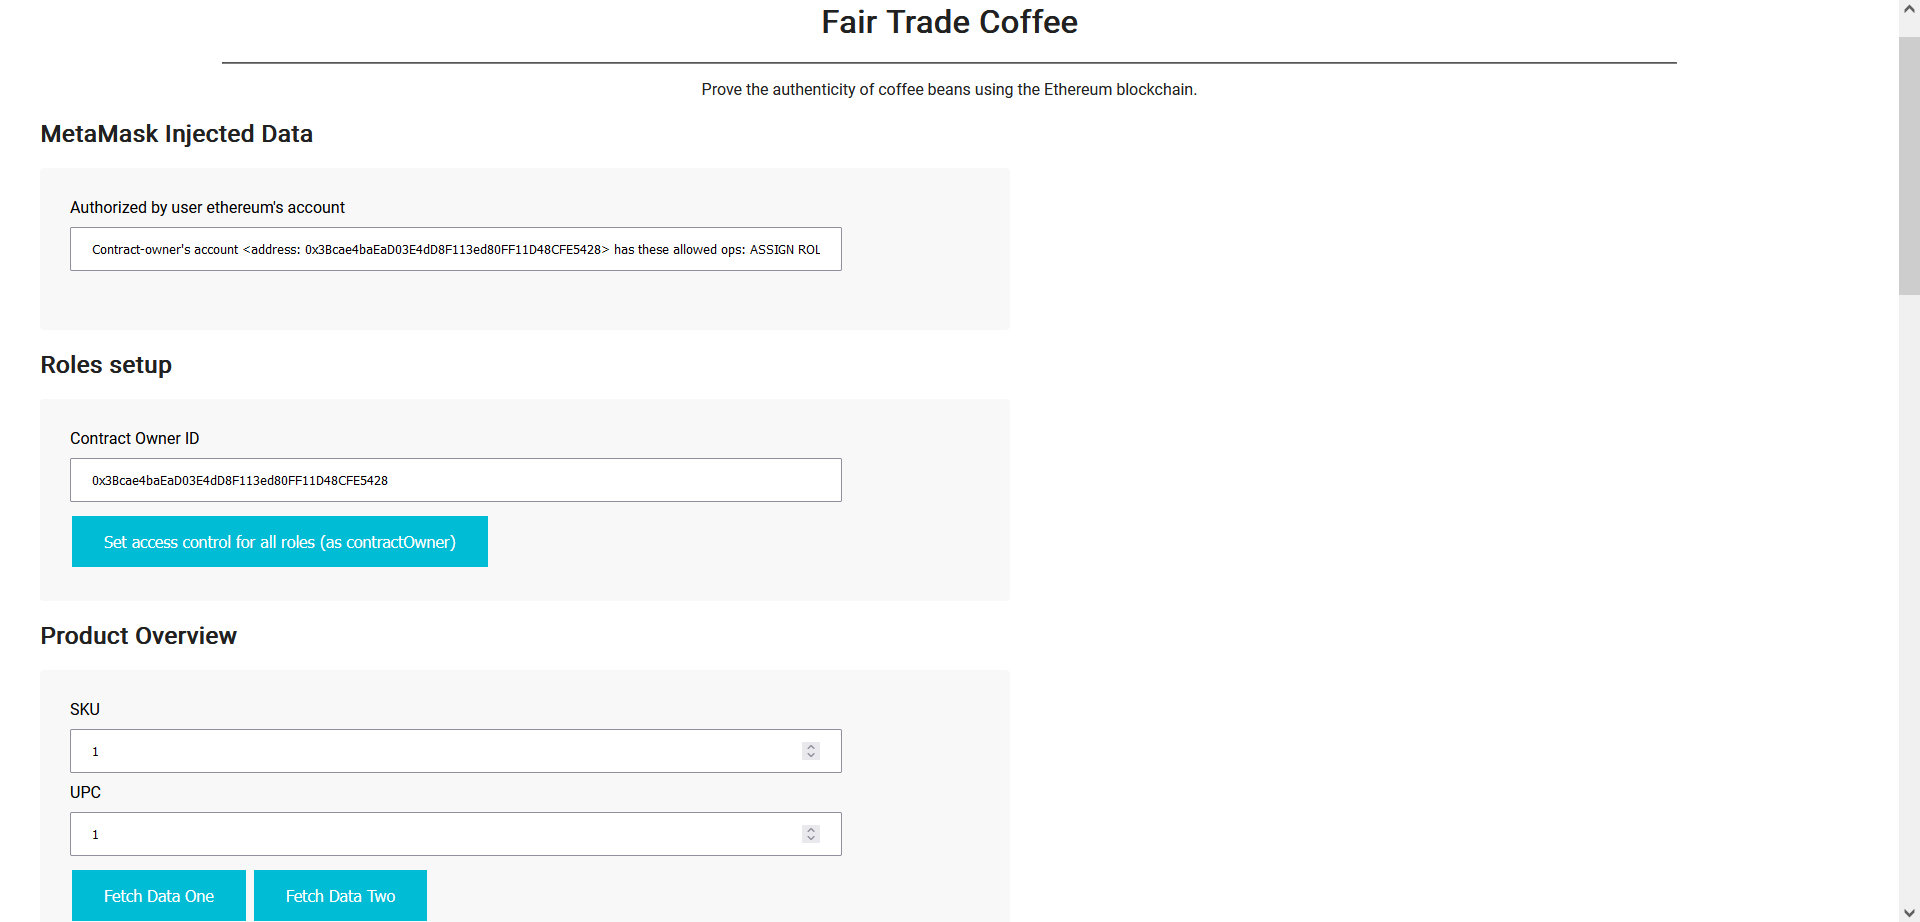 Fair Trade Coffee
Prove the authenticity of coffee beans using the Ethereum blockchain.
MetaMask Injected Data
Authorized by user ethereum's account
Contract-owner's account <address: 0x3Bcae4baEaD03E4dD8F113ed80FF11D48CFE5428> has these allowed ops: ASSIGN ROL
Roles setup
Contract Owner ID
0x3Bcae4baEaD03E4dD8F113ed80FF11D48CFE5428
Set access control for all roles (as contractOwner)
Product Overview
SKU
1
UPC
1
Fetch Data One
Fetch Data Two